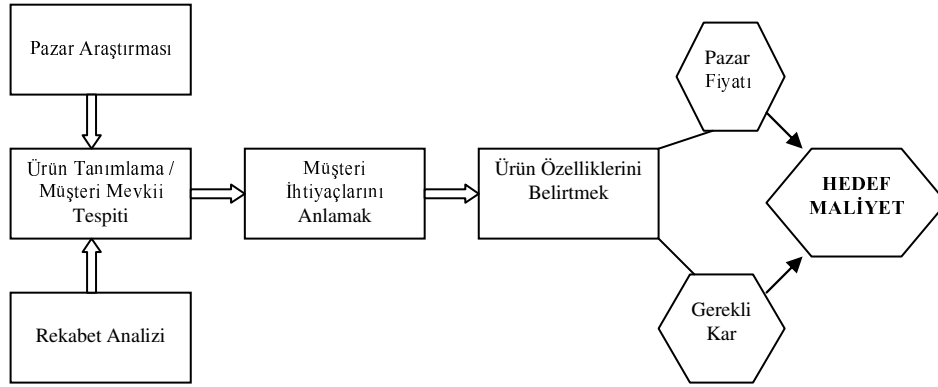 Pazar Araştırması
Ürün Tanımlama /
Müşteri Mevkii
Tespiti
Rekabet Analizi
Müşteri
İhtiyaçlarını
Anlamak
Ürün Özelliklerini
Belirtmek
Pazar
Fiyatı
Gerekli
Kar
HEDEF
MALİYET